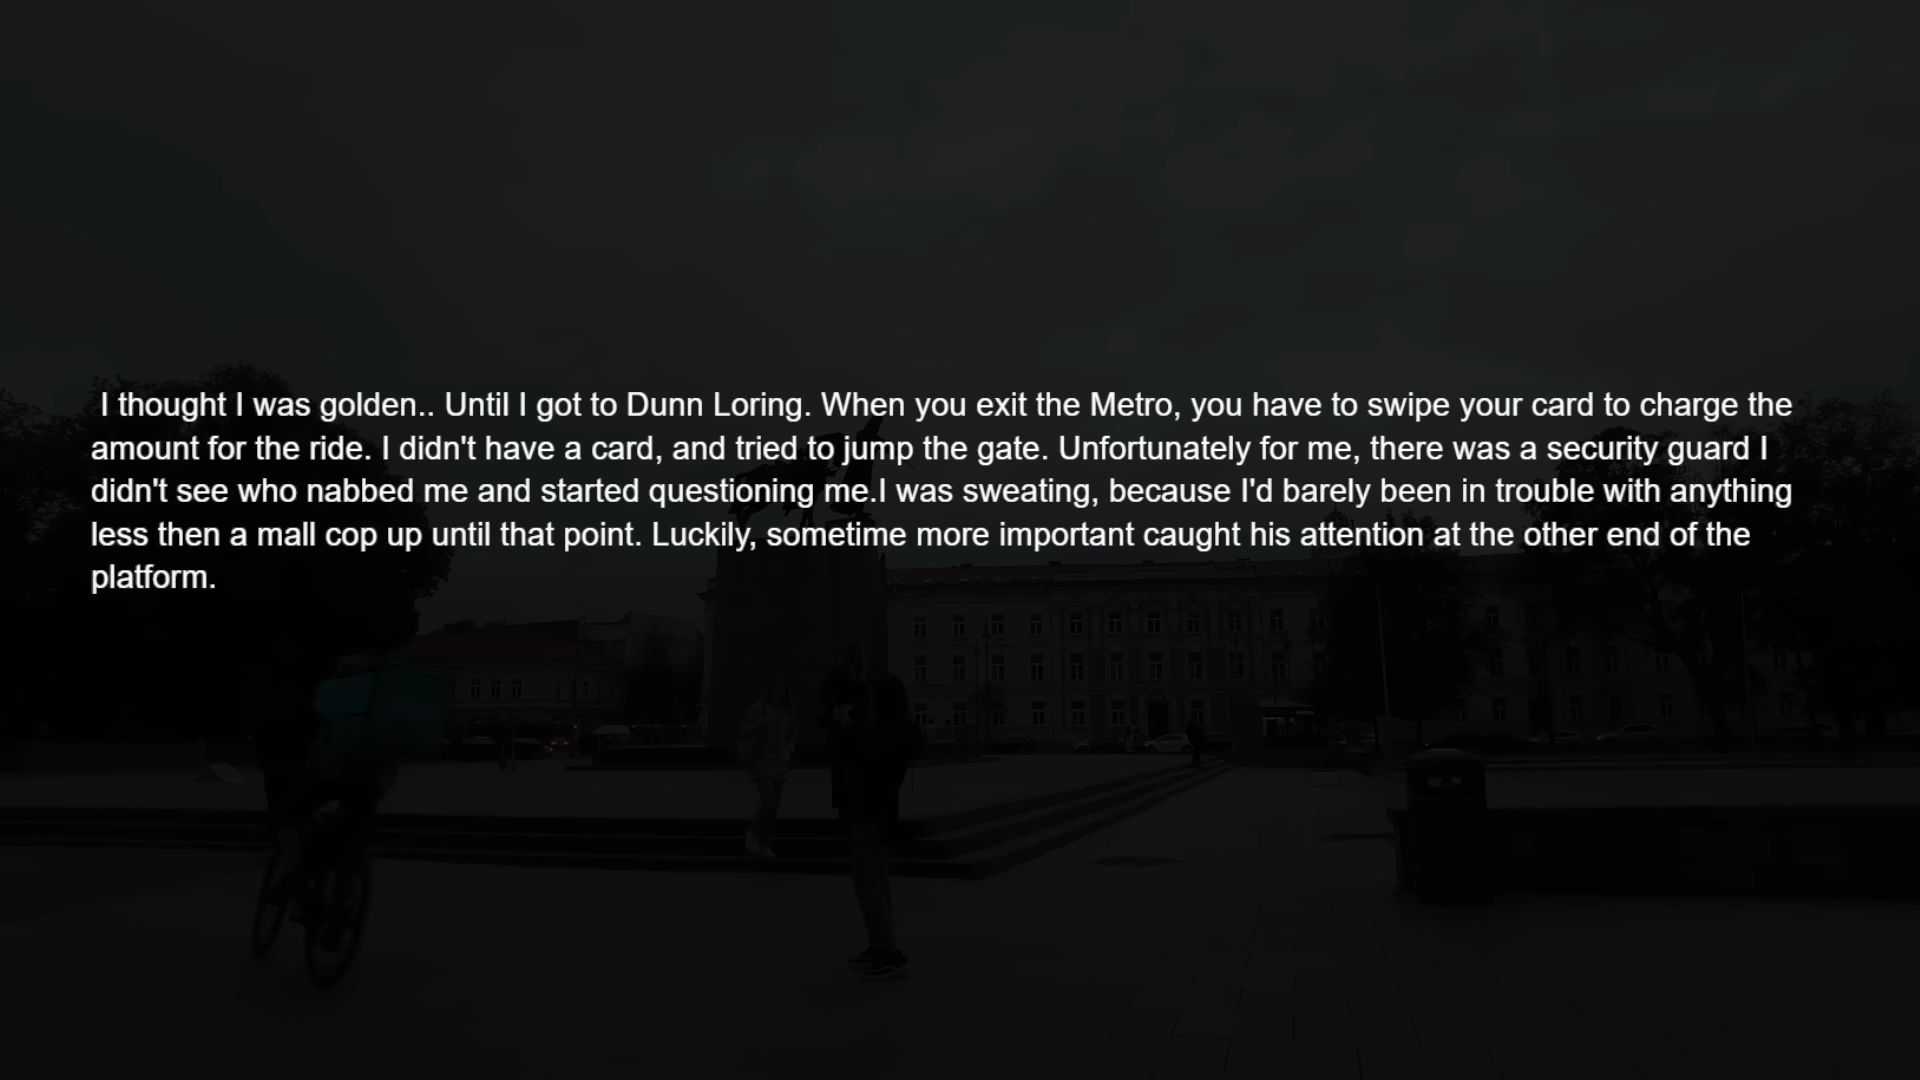 I thought I was golden.. Until I got to Dunn Loring. When you exit the Metro, you have to swipe your card to charge the
amount for the ride. I didn't have a card, and tried to jump the gate. Unfortunately for me, there was a security guard I
didn't see who nabbed me and started questioning me.I was sweating, because I'd barely been in trouble with anything
less then a mall cop up until that point. Luckily, sometime more important caught his attention at the other end of the
platform.